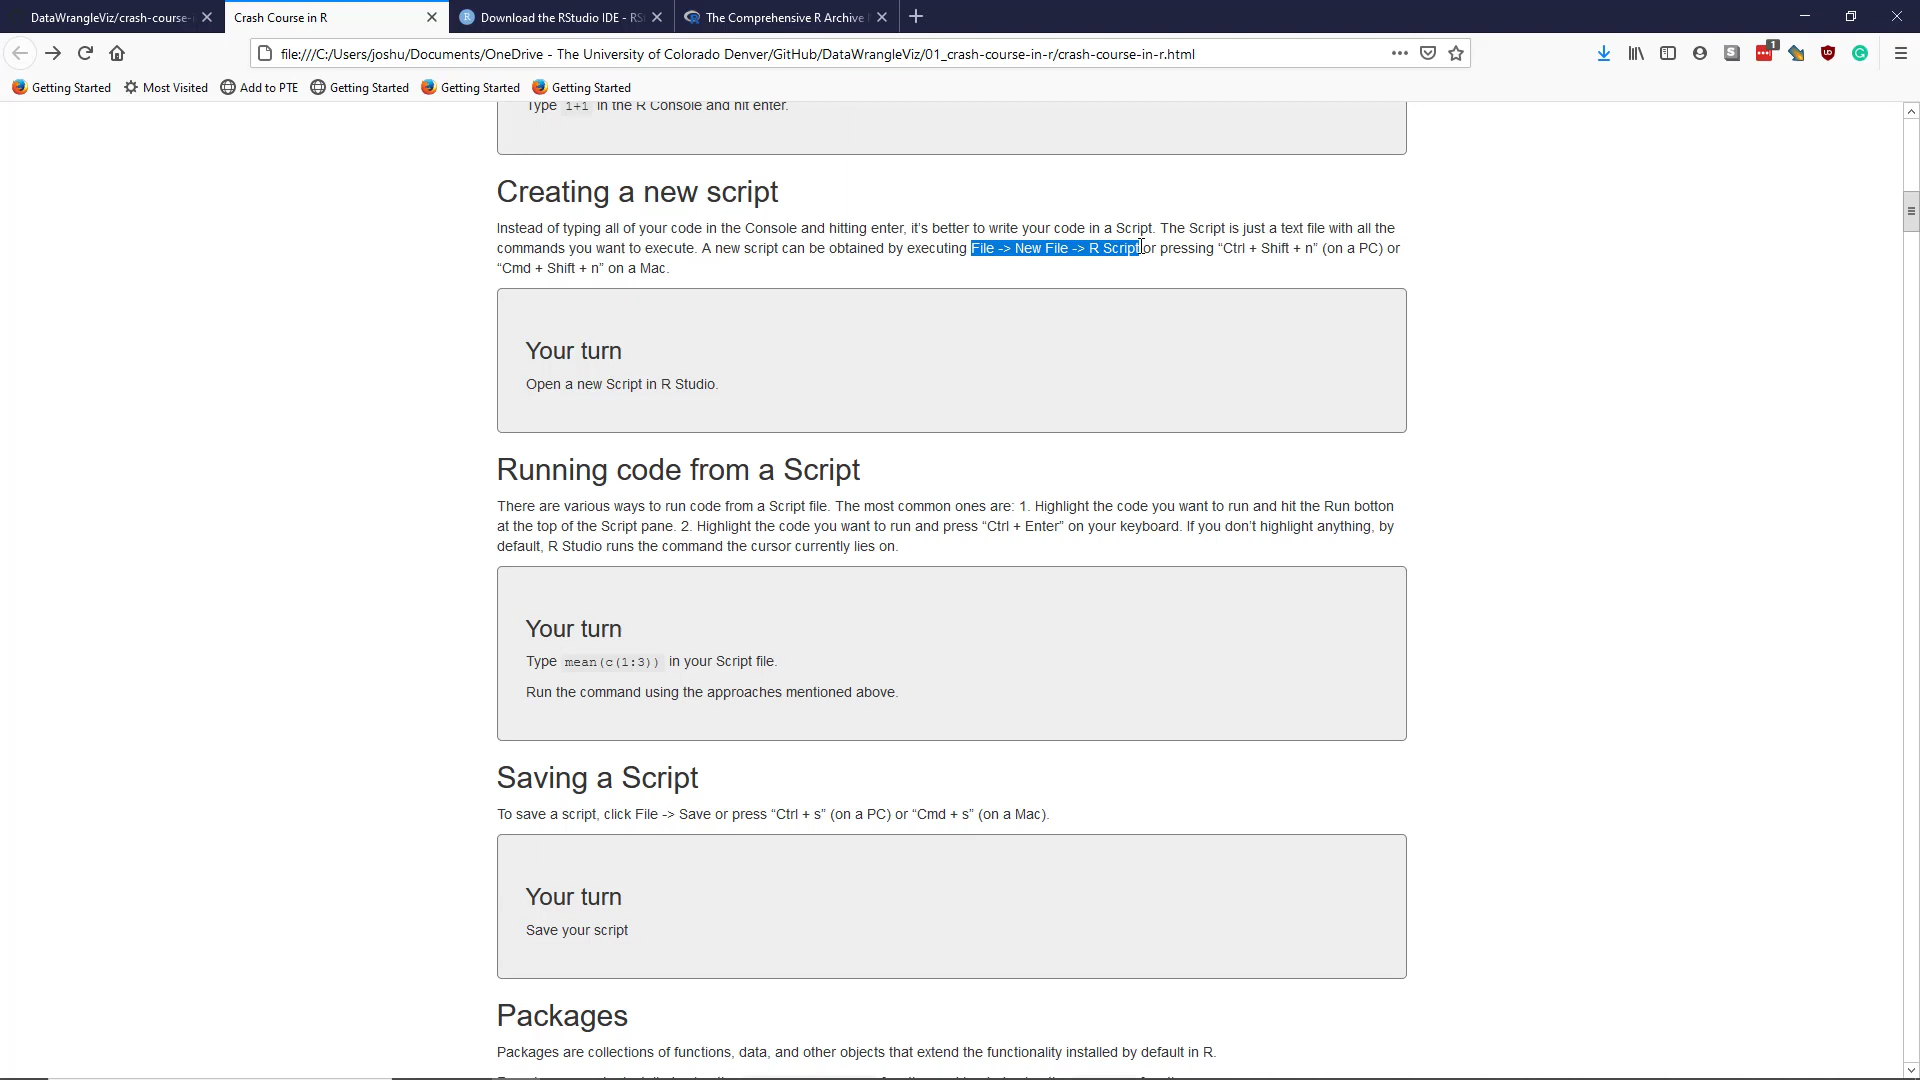 DataWrangleViz/crash-course-
Crash Course in R
Download the RStudio IDE - RS
The Comprehensive R Archive
file:///C:/Users/joshu/Documents/OneDrive - The University of Colorado Denver/GitHub/DataWrangleViz/01_crash-course-in-r/crash-course-in-r.html
1
Getting Started
Most Visited
Add to PTE
Getting Started
Getting Started
Getting Started
Type 1+1 in the R Console and hit enter.
Creating a new script
Instead of typing all of your code in the Console and hitting enter, it’s better to write your code in a Script. The Script is just a text file with all the
commands you want to execute. A new script can be obtained by executing File -> New File -> R Script or pressing “Ctrl + Shift + n” (on a PC) or
“Cmd + Shift + n” on a Mac.
Your turn
Open a new Script in R Studio.
Running code from a Script
There are various ways to run code from a Script file. The most common ones are: 1. Highlight the code you want to run and hit the Run botton
at the top of the Script pane. 2. Highlight the code you want to run and press “Ctrl + Enter” on your keyboard. If you don’t highlight anything, by
default, R Studio runs the command the cursor currently lies on.
Your turn
Type mean(c(1:3)) in your Script file.
Run the command using the approaches mentioned above.
Saving a Script
To save a script, click File -> Save or press “Ctrl + s” (on a PC) or “Cmd + s” (on a Mac).
Your turn
Save your script
Packages
Packages are collections of functions, data, and other objects that extend the functionality installed by default in R.